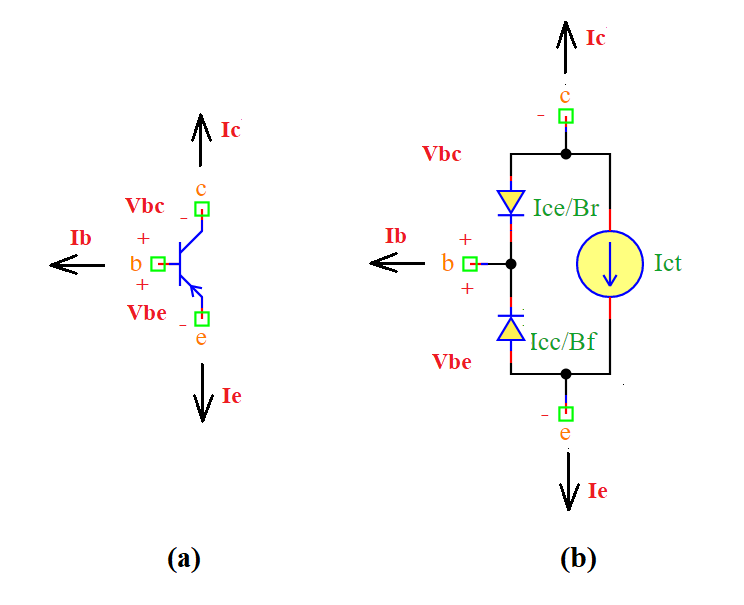 Ic
c
Vbc
-
+
Ib
b
+
Vbe
-
e
Ie
(a)
Ic
c
-
Vbc
Ice/Br
Ib
+
b
+
Ict
Icc/Bf
Vbe
-
e
Ie
(b)